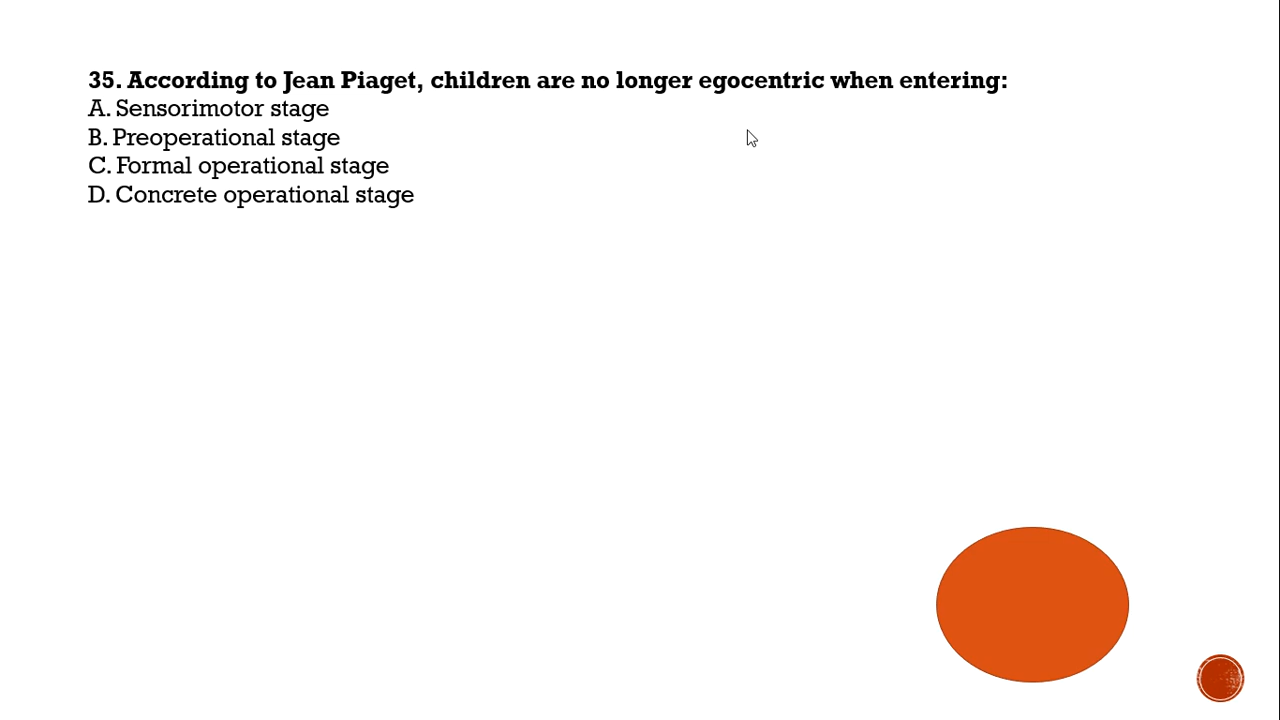 35. According to Jean Piaget, children are no longer egocentric when entering:
A. Sensorimotor stage
B. Preoperational stage
C. Formal operational stage
D. Concrete operational stage